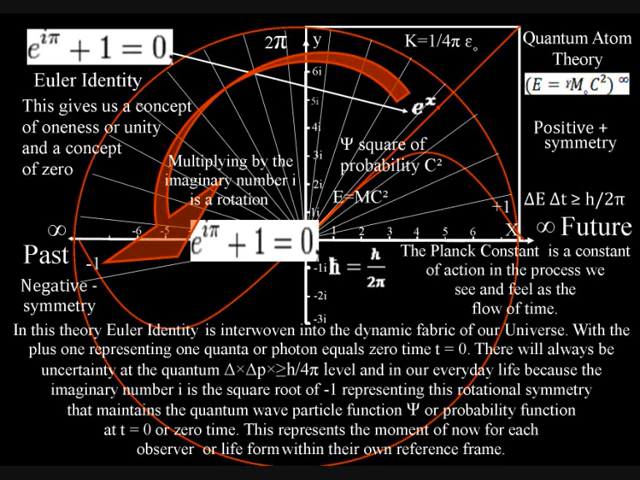 e^{iπ} + 1 = 0.
2π
y
K=1/4π ε。
Quantum Atom
Theory
(E = γM。C²)^∞
Euler Identity
This gives us a concept
of oneness or unity
and a concept
of zero
6i
5i
4i
3i
2i
e^x
Ψ square of
probability C²
Positive +
symmetry
Multiplying by the
imaginary number i
is a rotation
E=MC²
+1
ΔE Δt ≥ h/2π
∞
-6
-5
1
2
3
4
5
6
X
∞ Future
Past
-1
e^{iπ} + 1 = 0.
-1i
-2i
-3i
ħ = h/2π
The Planck Constant is a constant
of action in the process we
see and feel as the
flow of time.
Negative -
symmetry
In this theory Euler Identity is interwoven into the dynamic fabric of our Universe. With the
plus one representing one quanta or photon equals zero time t = 0. There will always be
uncertainty at the quantum Δ×Δp×≥h/4π level and in our everyday life because the
imaginary number i is the square root of -1 representing this rotational symmetry
that maintains the quantum wave particle function Ψ or probability function
at t = 0 or zero time. This represents the moment of now for each
observer or life form within their own reference frame.